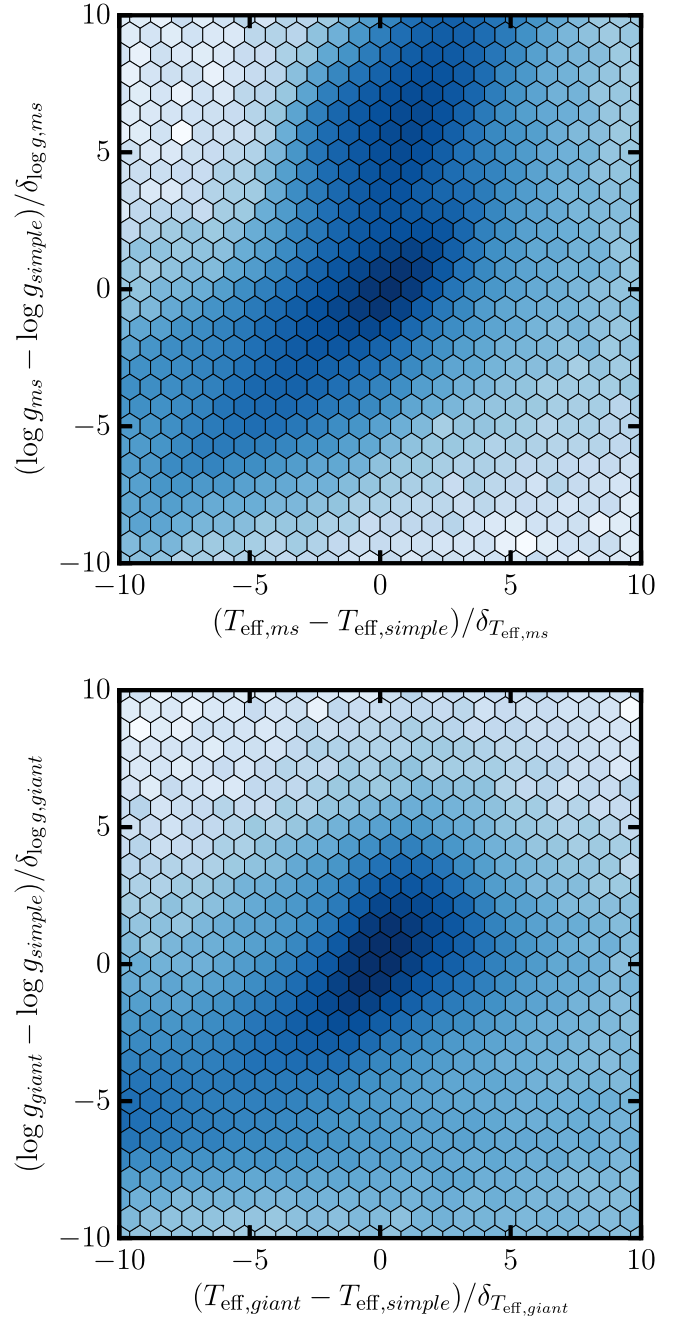 10
5
0
−5
−10
(log g_ms − log g_simple)/δ_log g,ms
−10 −5 0 5 10
(T_eff,ms − T_eff,simple)/δ_T_eff,ms
10
5
0
−5
−10
(log g_giant − log g_simple)/δ_log g,giant
−10 −5 0 5 10
(T_eff,giant − T_eff,simple)/δ_T_eff,giant